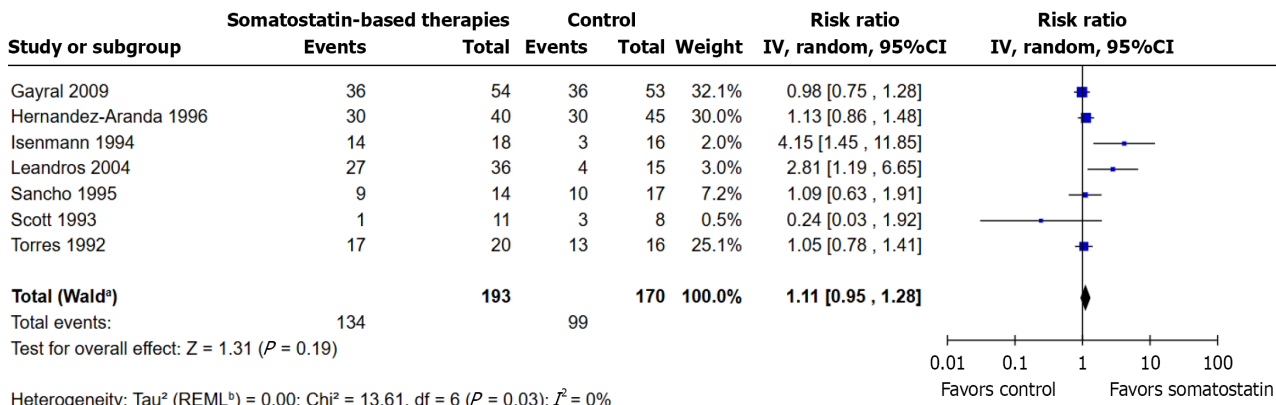 Somatostatin-based therapies Control Risk ratio Risk ratio
Study or subgroup Events Total Events Total Weight IV, random, 95%CI IV, random, 95%CI
Gayral 2009 36 54 36 53 32.1% 0.98 [0.75 , 1.28]
Hernandez-Aranda 1996 30 40 30 45 30.0% 1.13 [0.86 , 1.48]
Isenmann 1994 14 18 3 16 2.0% 4.15 [1.45 , 11.85]
Leandros 2004 27 36 4 15 3.0% 2.81 [1.19 , 6.65]
Sancho 1995 9 14 10 17 7.2% 1.09 [0.63 , 1.91]
Scott 1993 1 11 3 8 0.5% 0.24 [0.03 , 1.92]
Torres 1992 17 20 13 16 25.1% 1.05 [0.78 , 1.41]
Total (Waldᵃ) 193 170 100.0% 1.11 [0.95 , 1.28]
Total events: 134 99
Test for overall effect: Z = 1.31 (P = 0.19)
0.01 0.1 1 10 100
Favors control Favors somatostatin
Heterogeneity: Tau² (REMLᵇ) = 0.00; Chi² = 13.61, df = 6 (P = 0.03); I² = 0%